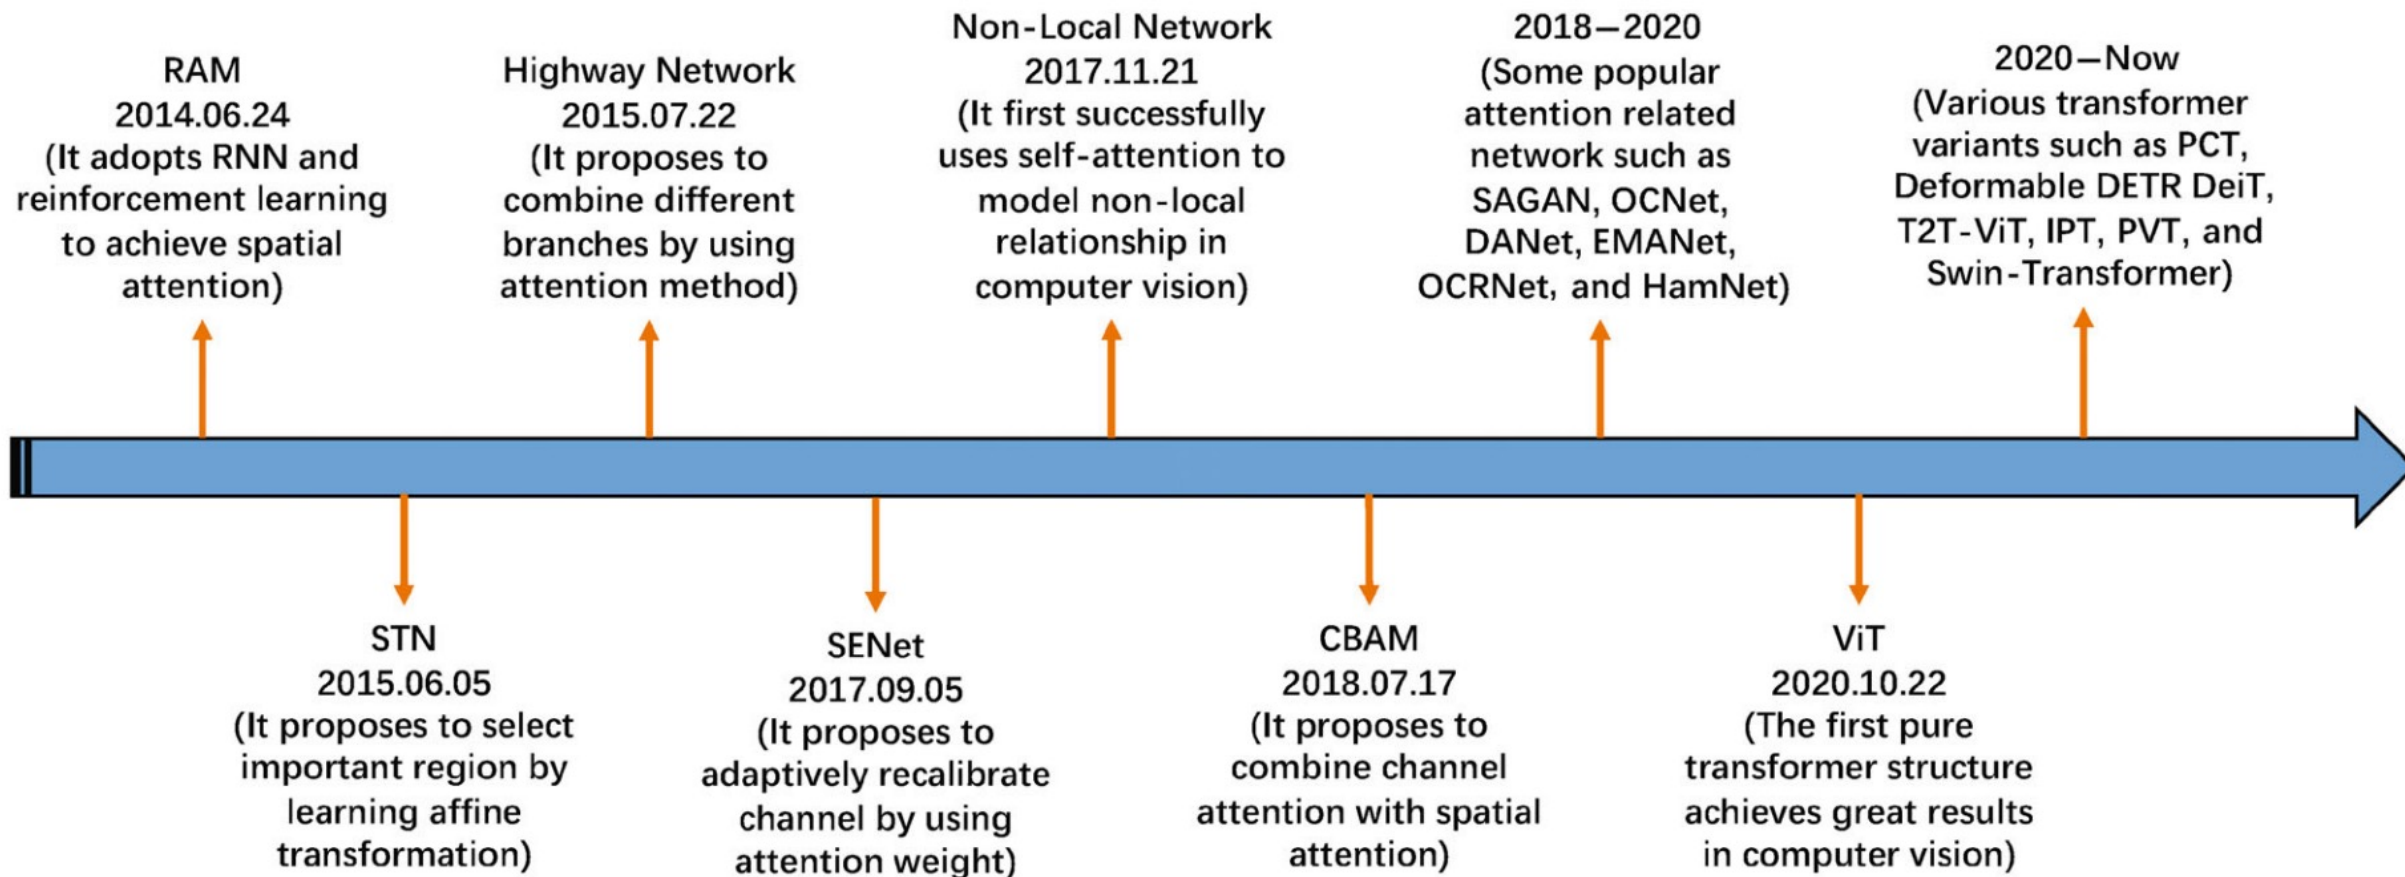 RAM
2014.06.24
(It adopts RNN and
reinforcement learning
to achieve spatial
attention)
STN
2015.06.05
(It proposes to select
important region by
learning affine
transformation)
Highway Network
2015.07.22
(It proposes to
combine different
branches by using
attention method)
SENet
2017.09.05
(It proposes to
adaptively recalibrate
channel by using
attention weight)
Non-Local Network
2017.11.21
(It first successfully
uses self-attention to
model non-local
relationship in
computer vision)
CBAM
2018.07.17
(It proposes to
combine channel
attention with spatial
attention)
2018—2020
(Some popular
attention related
network such as
SAGAN, OCNet,
DANet, EMANet,
OCRNet, and HamNet)
ViT
2020.10.22
(The first pure
transformer structure
achieves great results
in computer vision)
2020—Now
(Various transformer
variants such as PCT,
Deformable DETR DeiT,
T2T-ViT, IPT, PVT, and
Swin-Transformer)